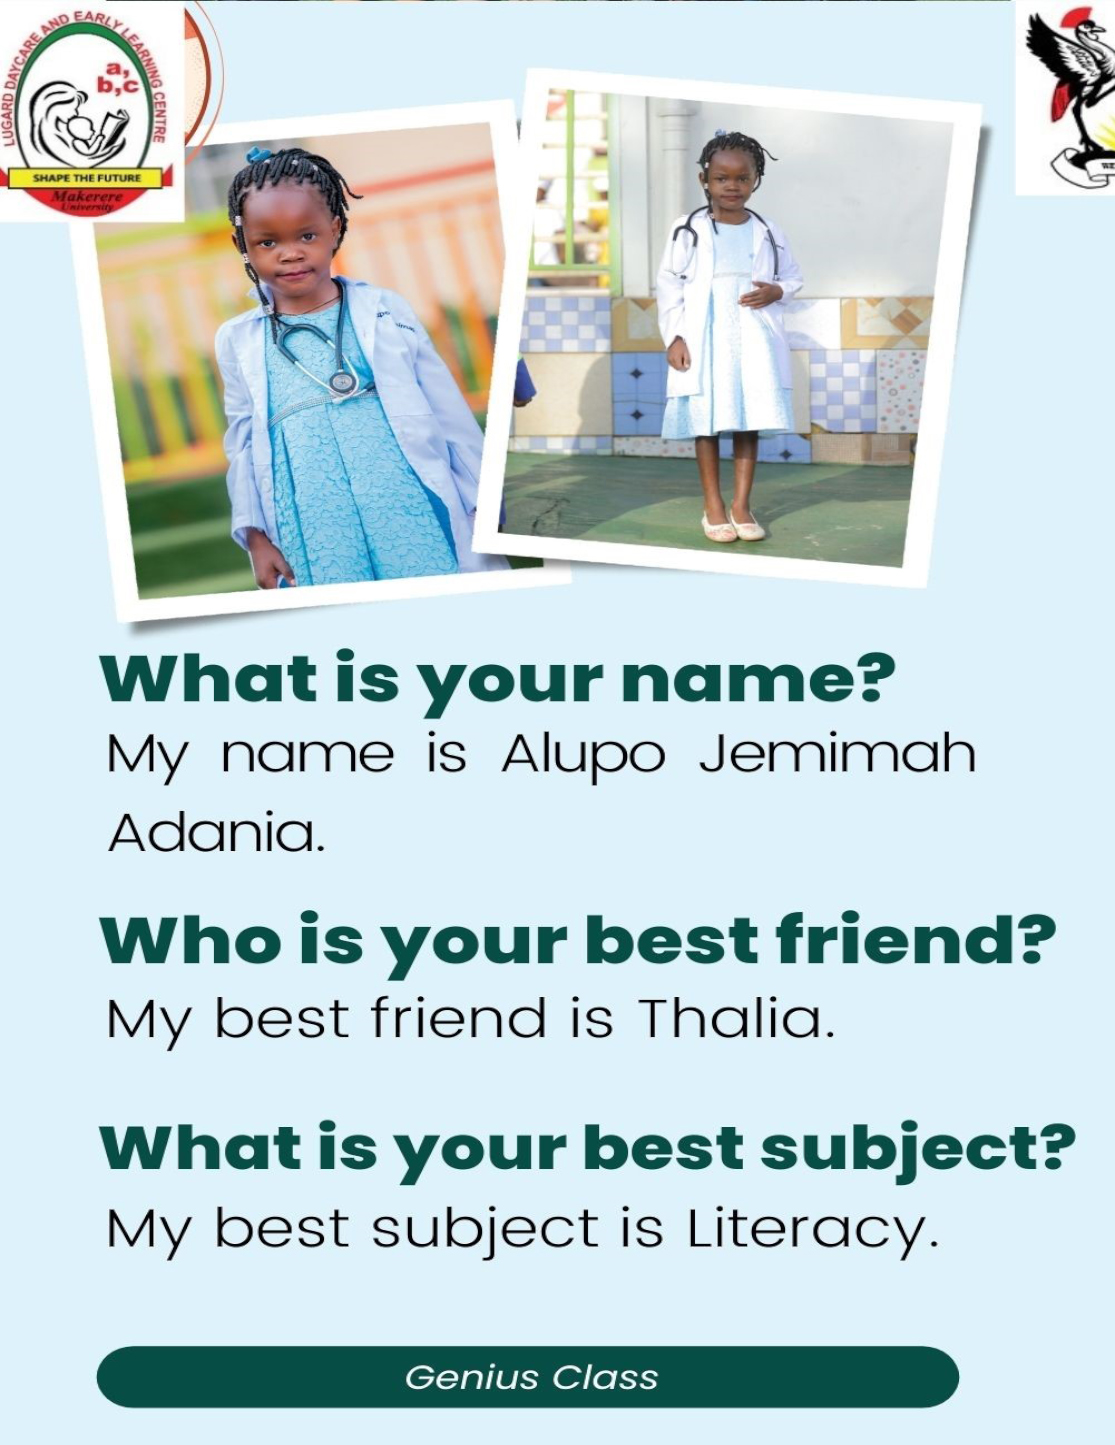 LUGARD DAYCARE AND EARLY LEARNING CENTRE
a,
b,c
SHAPE THE FUTURE
Makerere
University
What is your name?
My name is Alupo Jemimah
Adania.
Who is your best friend?
My best friend is Thalia.
What is your best subject?
My best subject is Literacy.
Genius Class